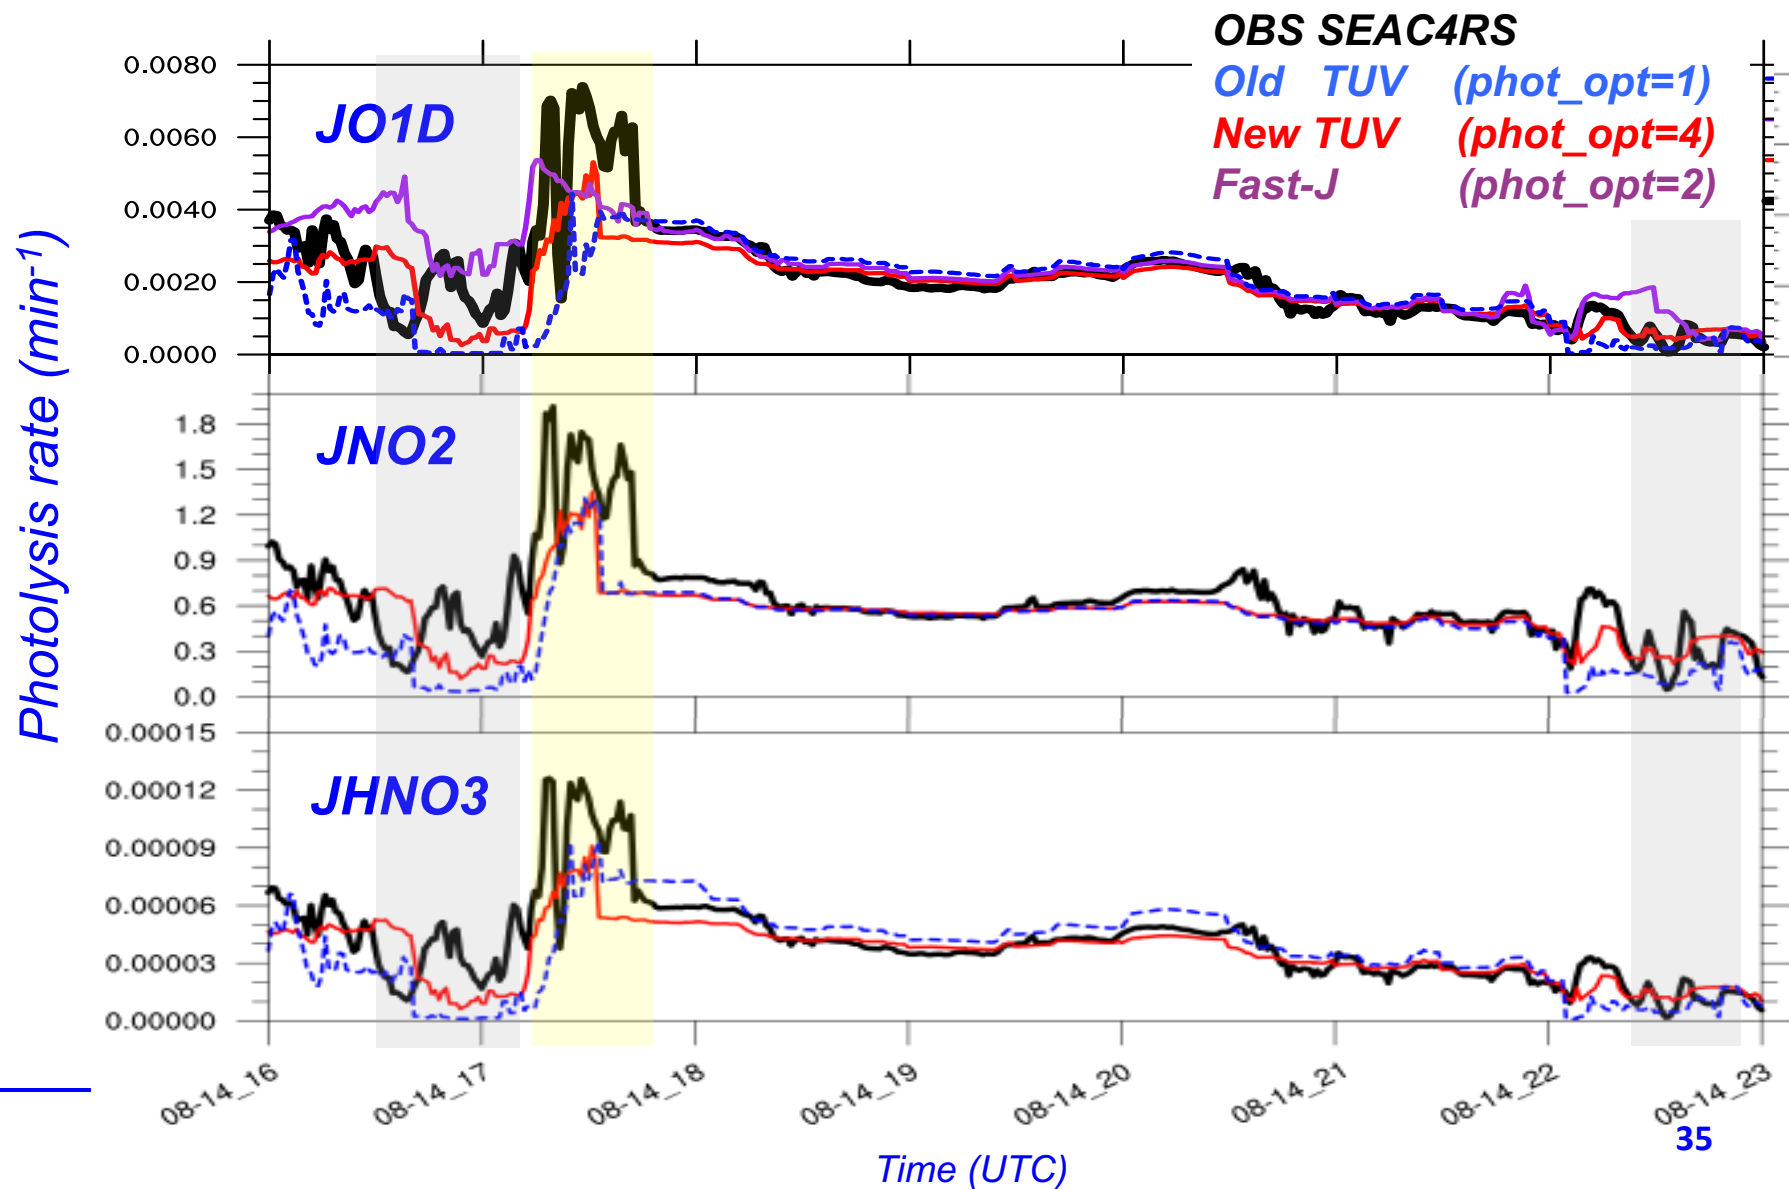 OBS SEAC4RS
Old TUV (phot_opt=1)
New TUV (phot_opt=4)
Fast-J (phot_opt=2)
Photolysis rate (min-1)
JO1D
0.0080
0.0060
0.0040
0.0020
0.0000
JNO2
1.8
1.5
1.2
0.9
0.6
0.3
0.0
JHNO3
0.00015
0.00012
0.00009
0.00006
0.00003
0.00000
08-14_16 08-14_17 08-14_18 08-14_19 08-14_20 08-14_21 08-14_22 08-14_23
35
Time (UTC)